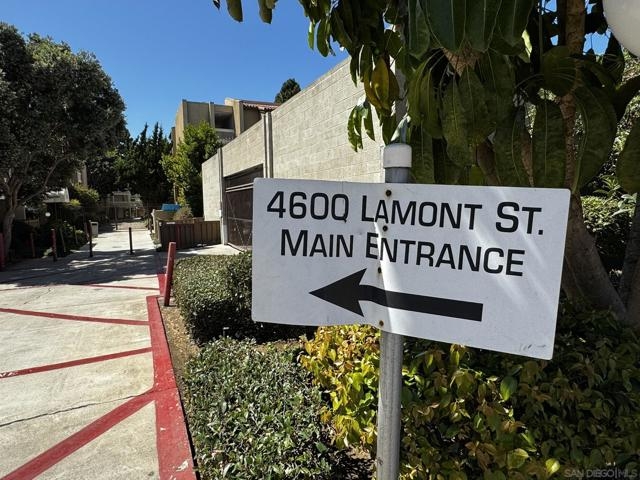 4600 LAMONT ST.
MAIN ENTRANCE
SAN DIEGO MLS